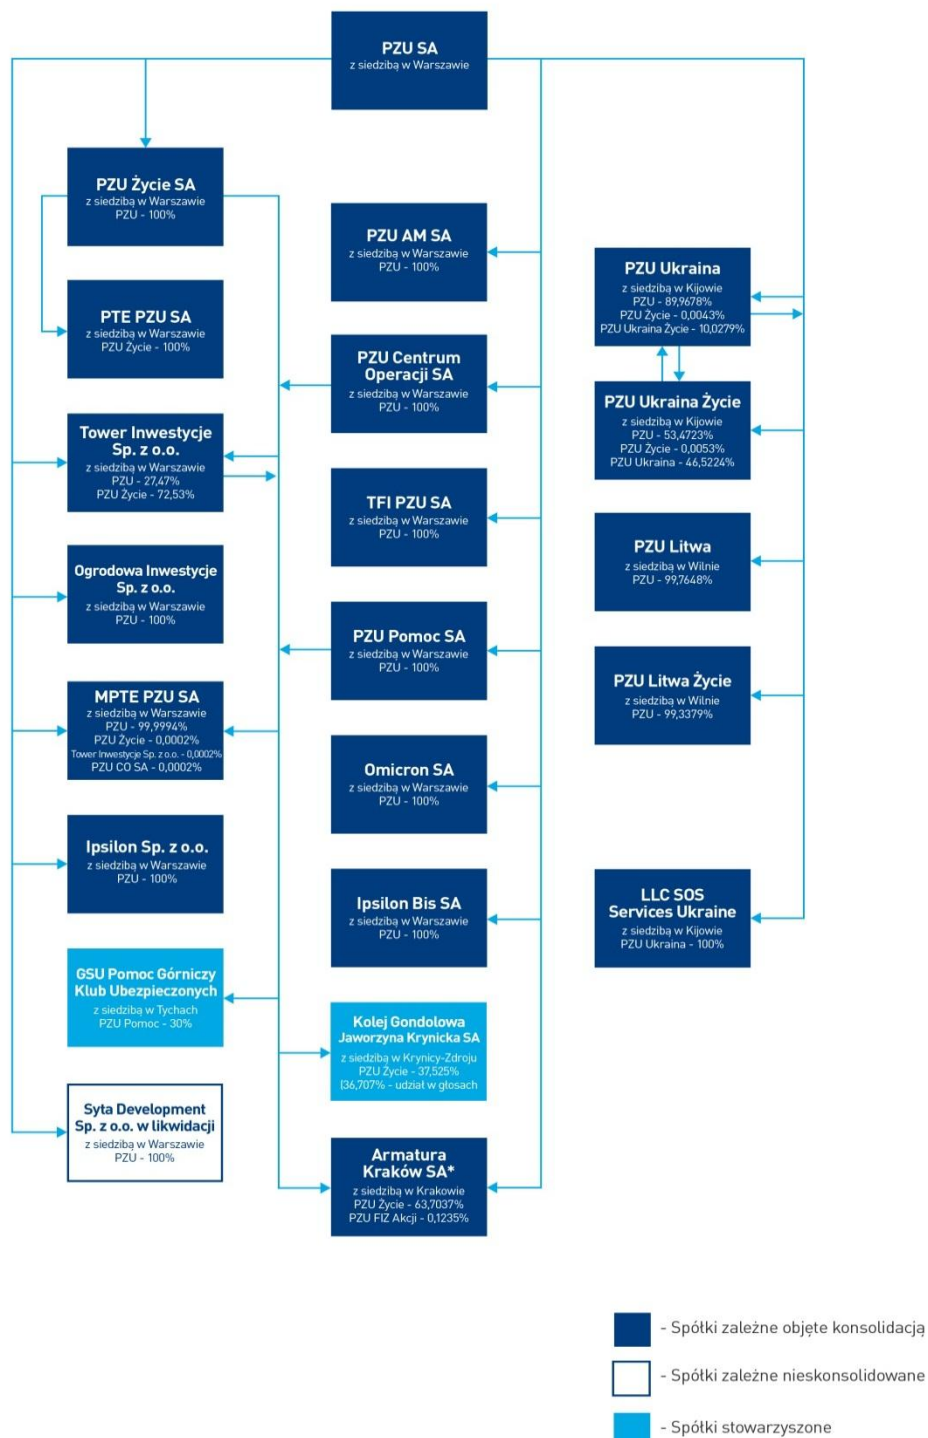 PZU SA
z siedzibą w Warszawie
PZU Życie SA
z siedzibą w Warszawie
PZU - 100%
PTE PZU SA
z siedzibą w Warszawie
PZU Życie - 100%
Tower Inwestycje
Sp. z o.o.
z siedzibą w Warszawie
PZU - 27,47%
PZU Życie - 72,53%
Ogrodowa Inwestycje
Sp. z o.o.
z siedzibą w Warszawie
PZU - 100%
MPTE PZU SA
z siedzibą w Warszawie
PZU - 99,9994%
PZU Życie - 0,0002%
Tower Inwestycje Sp. z o.o. - 0,0002%
PZU CO SA - 0,0002%
Ipsilon Sp. z o.o.
z siedzibą w Warszawie
PZU - 100%
GSU Pomoc Górniczy
Klub Ubezpieczonych
z siedzibą w Tychach
PZU Pomoc - 30%
Syta Development
Sp. z o.o. w likwidacji
z siedzibą w Warszawie
PZU - 100%
PZU AM SA
z siedzibą w Warszawie
PZU - 100%
PZU Centrum
Operacji SA
z siedzibą w Warszawie
PZU - 100%
TFI PZU SA
z siedzibą w Warszawie
PZU - 100%
PZU Pomoc SA
z siedzibą w Warszawie
PZU - 100%
Omicron SA
z siedzibą w Warszawie
PZU - 100%
Ipsilon Bis SA
z siedzibą w Warszawie
PZU - 100%
Kolej Gondolowa
Jaworzyna Krynicka SA
z siedzibą w Krynicy-Zdroju
PZU Życie - 37,525%
(36,707% - udział w głosach
Armatura
Kraków SA*
z siedzibą w Krakowie
PZU Życie - 63,7037%
PZU FIZ Akcji - 0,1235%
PZU Ukraina
z siedzibą w Kijowie
PZU - 89,9678%
PZU Życie - 0,0043%
PZU Ukraina Życie - 10,0279%
PZU Ukraina Życie
z siedzibą w Kijowie
PZU - 53,4723%
PZU Życie - 0,0053%
PZU Ukraina - 46,5224%
PZU Litwa
z siedzibą w Wilnie
PZU - 99,7648%
PZU Litwa Życie
z siedzibą w Wilnie
PZU - 99,3379%
LLC SOS
Services Ukraine
z siedzibą w Kijowie
PZU Ukraina - 100%
- Spółki zależne objęte konsolidacją
- Spółki zależne nieskonsolidowane
- Spółki stowarzyszone